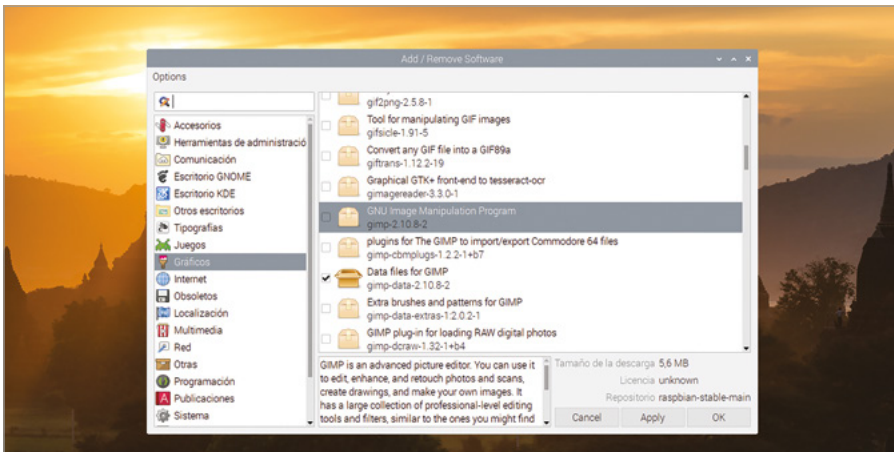 Add / Remove Software
Options
Accesorios
Herramientas de administració
Comunicación
Escritorio GNOME
Escritorio KDE
Otros escritorios
Tipografías
Juegos
Gráficos
Internet
Obsoletos
Localización
Multimedia
Red
Otras
Programación
Publicaciones
Sistema
gif2png-2.5.8-1
Tool for manipulating GIF images
gifsicle-1.91-5
Convert any GIF file into a GIF89a
giftrans-1.12.2-19
Graphical GTK+ front-end to tesseract-ocr
gimagereader-3.3.0-1
GNU Image Manipulation Program
gimp-2.10.8-2
plugins for The GIMP to import/export Commodore 64 files
gimp-cbmplugs-1.2.2-1+b7
Data files for GIMP
gimp-data-2.10.8-2
Extra brushes and patterns for GIMP
gimp-data-extras-1:2.0.2-1
GIMP plug-in for loading RAW digital photos
gimp-dcraw-1.32-1+b4
GIMP is an advanced picture editor. You can use it
to edit, enhance, and retouch photos and scans,
create drawings, and make your own images. It
has a large collection of professional-level editing
tools and filters, similar to the ones you might find
Tamaño de la descarga 5,6 MB
Licencia unknown
Repositorio raspbian-stable-main
Cancel Apply OK